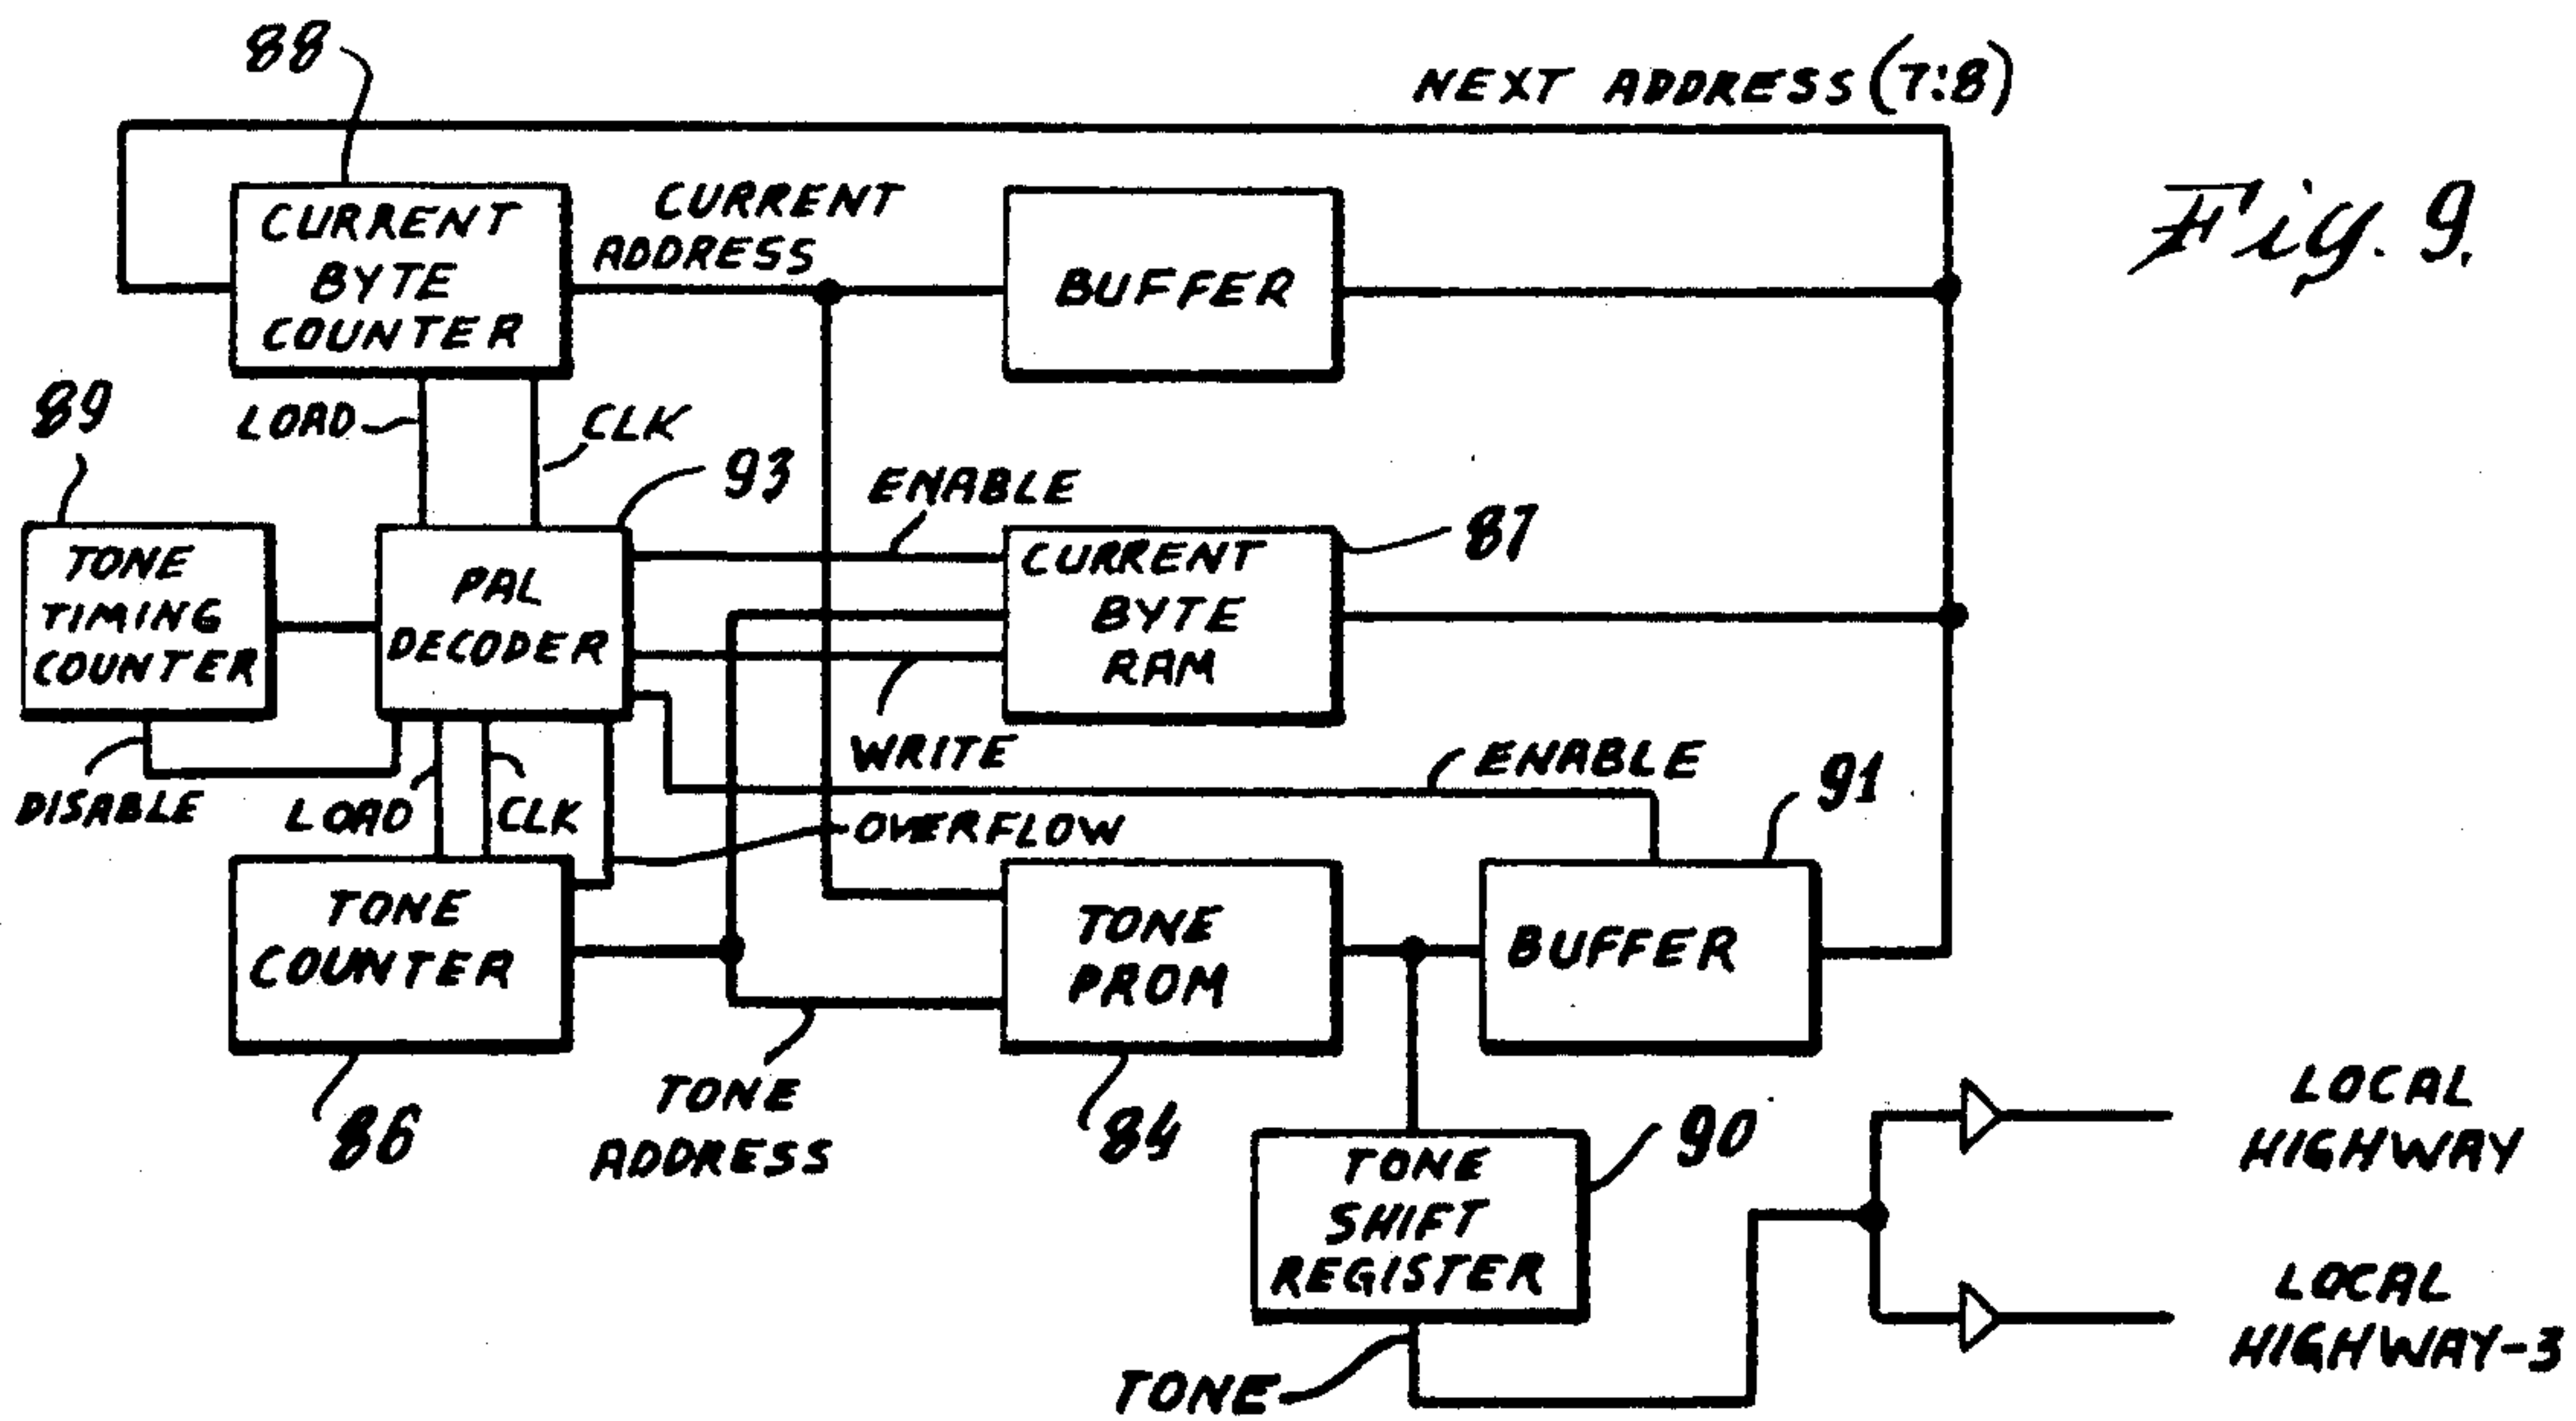 88
NEXT ADDRESS (7:8)
Fig. 9.
CURRENT
BYTE
COUNTER
CURRENT
ADDRESS
BUFFER
89
LOAD
CLK
93
ENABLE
87
TONE
TIMING
COUNTER
PAL
DECODER
CURRENT
BYTE
RAM
WRITE
ENABLE
91
DISABLE
LOAD
CLK
OVERFLOW
TONE
COUNTER
TONE
PROM
BUFFER
86
TONE
ADDRESS
84
90
TONE
SHIFT
REGISTER
LOCAL
HIGHWAY
LOCAL
HIGHWAY-3
TONE